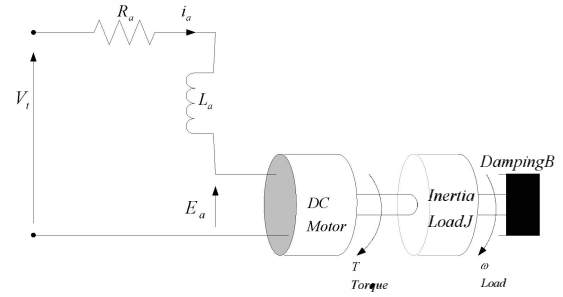 R_a
i_a
V_t
L_a
E_a
DC
Motor
Inertia
LoadJ
DampingB
T
Torque
ω
Load